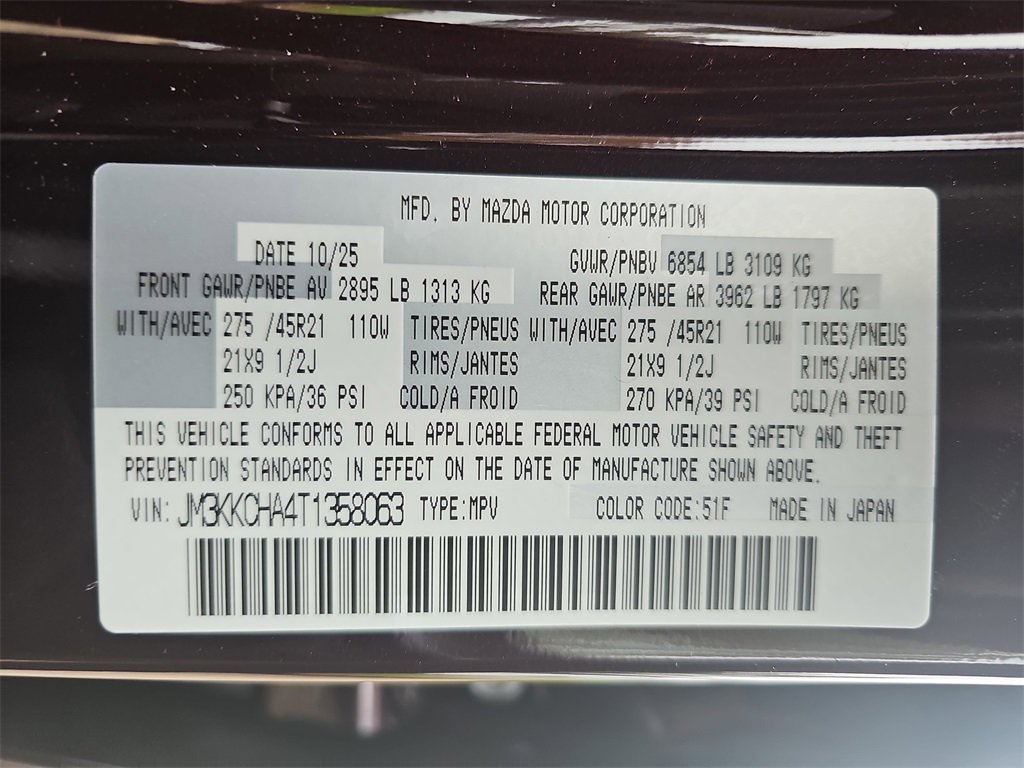 MFD. BY MAZDA MOTOR CORPORATION
DATE 10/25 GVWR/PNBV 6854 LB 3109 KG
FRONT GAWR/PNBE AV 2895 LB 1313 KG REAR GAWR/PNBE AR 3962 LB 1797 KG
WITH/AVEC 275 /45R21 110W TIRES/PNEUS WITH/AVEC 275 /45R21 110W TIRES/PNEUS
21X9 1/2J RIMS/JANTES 21X9 1/2J RIMS/JANTES
250 KPA/36 PSI COLD/A FROID 270 KPA/39 PSI COLD/A FROID
THIS VEHICLE CONFORMS TO ALL APPLICABLE FEDERAL MOTOR VEHICLE SAFETY AND THEFT
PREVENTION STANDARDS IN EFFECT ON THE DATE OF MANUFACTURE SHOWN ABOVE.
VIN: JM3KKCHA4T1358063 TYPE:MPV COLOR CODE:51F MADE IN JAPAN